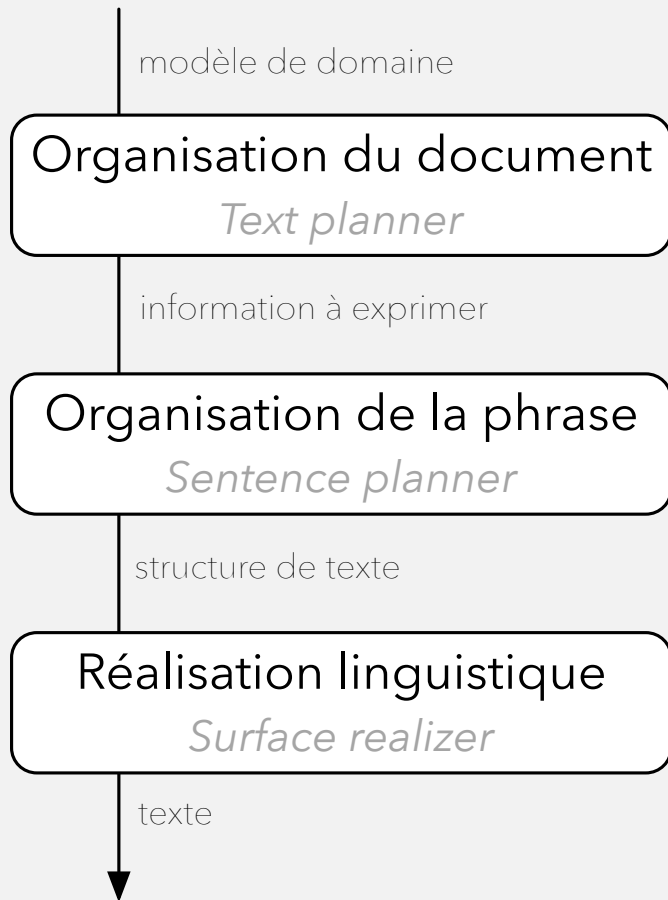 modèle de domaine
Organisation du document
Text planner
information à exprimer
Organisation de la phrase
Sentence planner
structure de texte
Réalisation linguistique
Surface realizer
texte